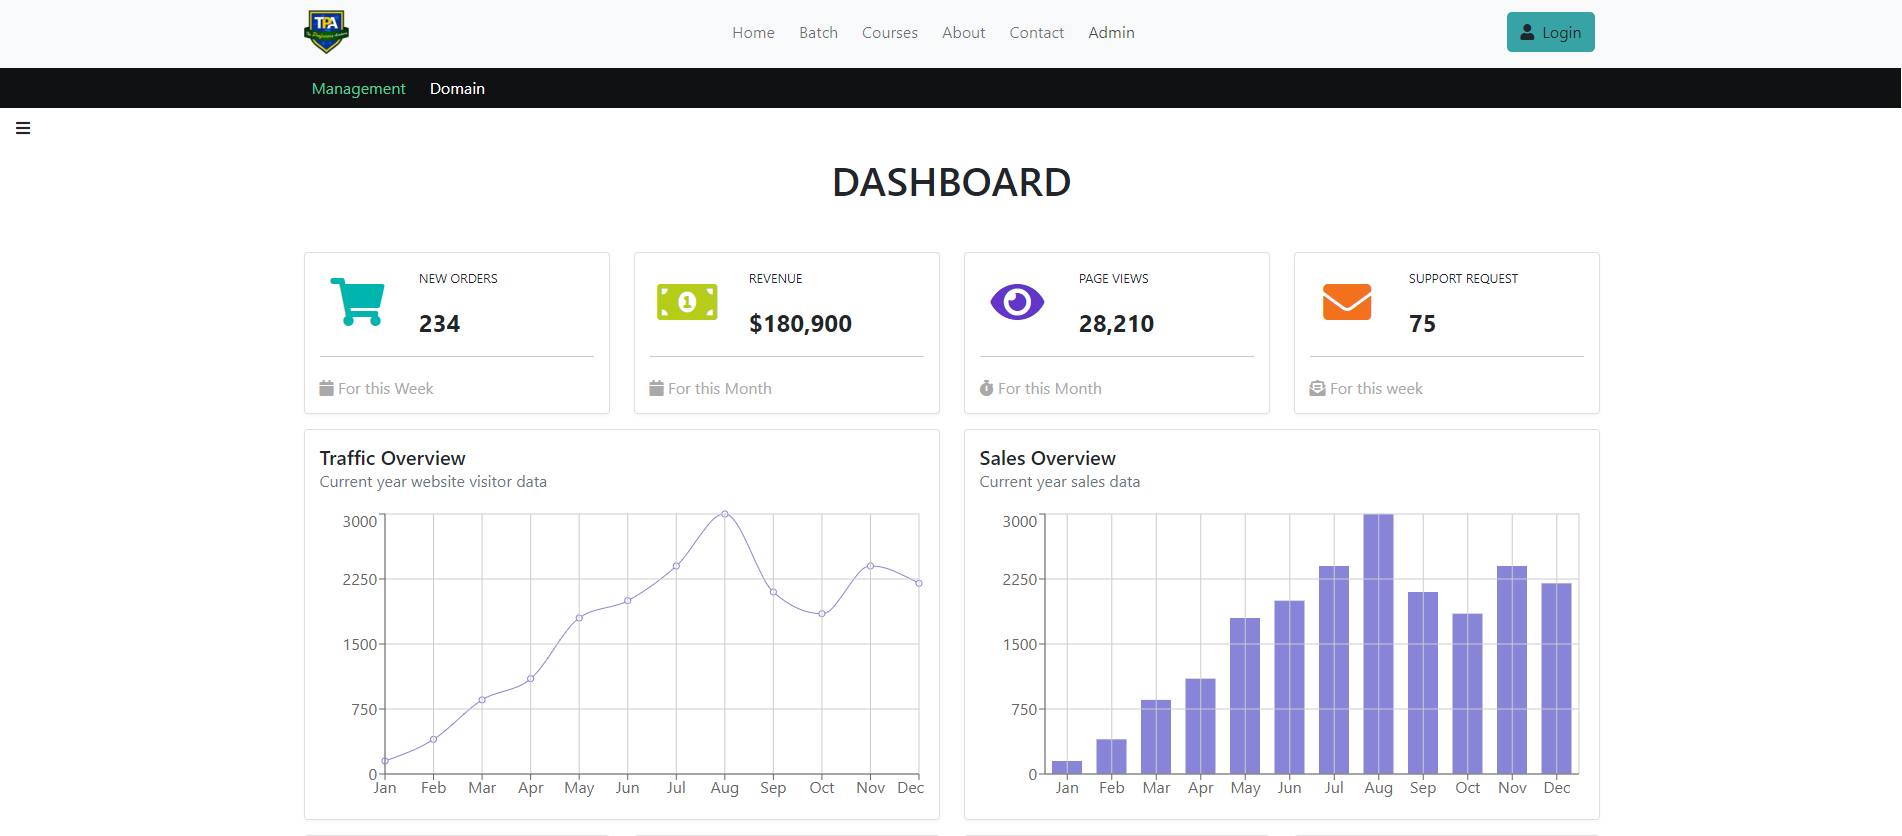 TPA
Home Batch Courses About Contact Admin
Login
Management Domain
DASHBOARD
NEW ORDERS
234
For this Week
REVENUE
1
$180,900
For this Month
PAGE VIEWS
28,210
For this Month
SUPPORT REQUEST
75
For this week
Traffic Overview
Current year website visitor data
3000
2250
1500
750
0
Jan Feb Mar Apr May Jun Jul Aug Sep Oct Nov Dec
Sales Overview
Current year sales data
3000
2250
1500
750
0
Jan Feb Mar Apr May Jun Jul Aug Sep Oct Nov Dec